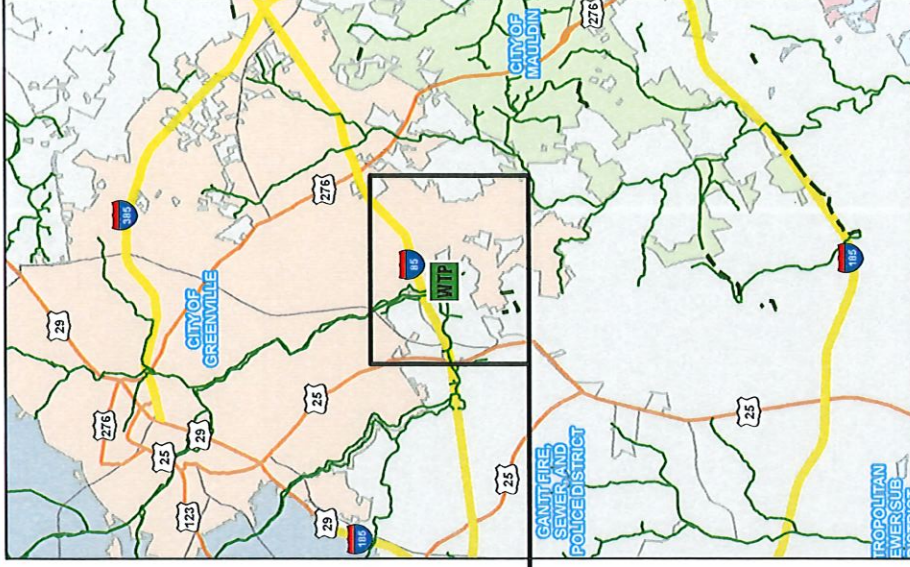 276
CITY OF
MAULDIN
385
276
85
WTP
CITY OF
GREENVILLE
29
185
276
25
29
25
25
123
29
185
25
GANTT FIRE,
SEWER, AND
POLICE DISTRICT
TROPOLITAN
EWER SUB